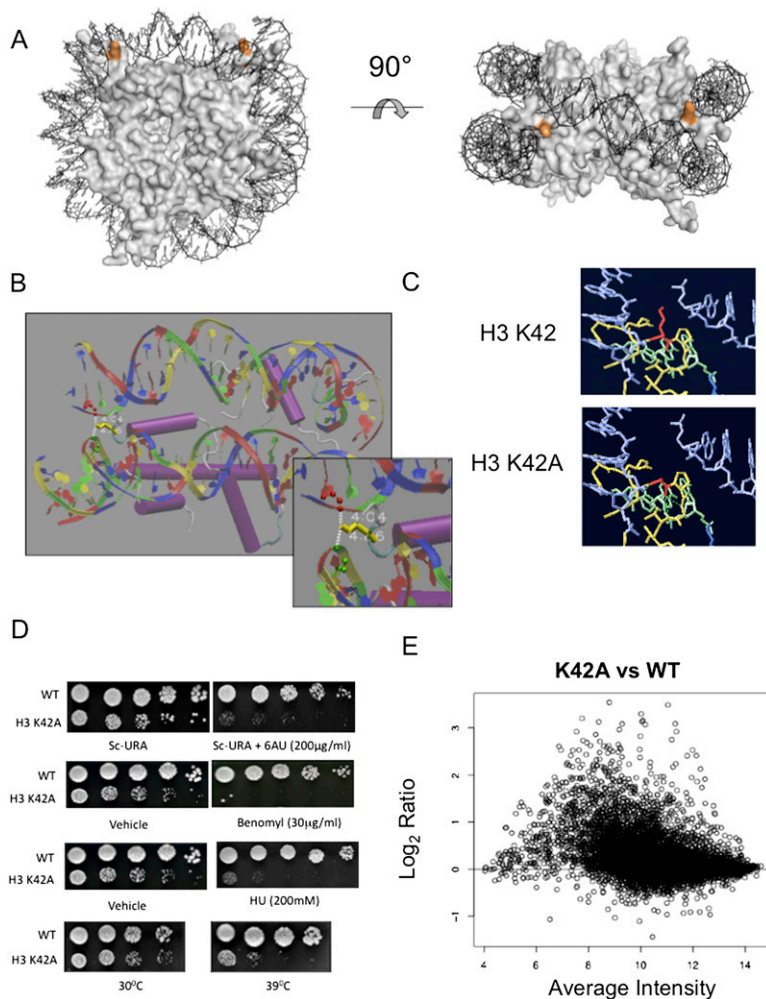 A
90°
B
4.04
C
H3 K42
H3 K42A
D
WT
H3 K42A
Sc-URA
Sc-URA + 6AU (200μg/ml)
WT
H3 K42A
Vehicle
Benomyl (30μg/ml)
WT
H3 K42A
Vehicle
HU (200mM)
WT
H3 K42A
30⁰C
39⁰C
E
K42A vs WT
Log₂ Ratio
3
2
1
0
−1
4
6
8
10
12
14
Average Intensity